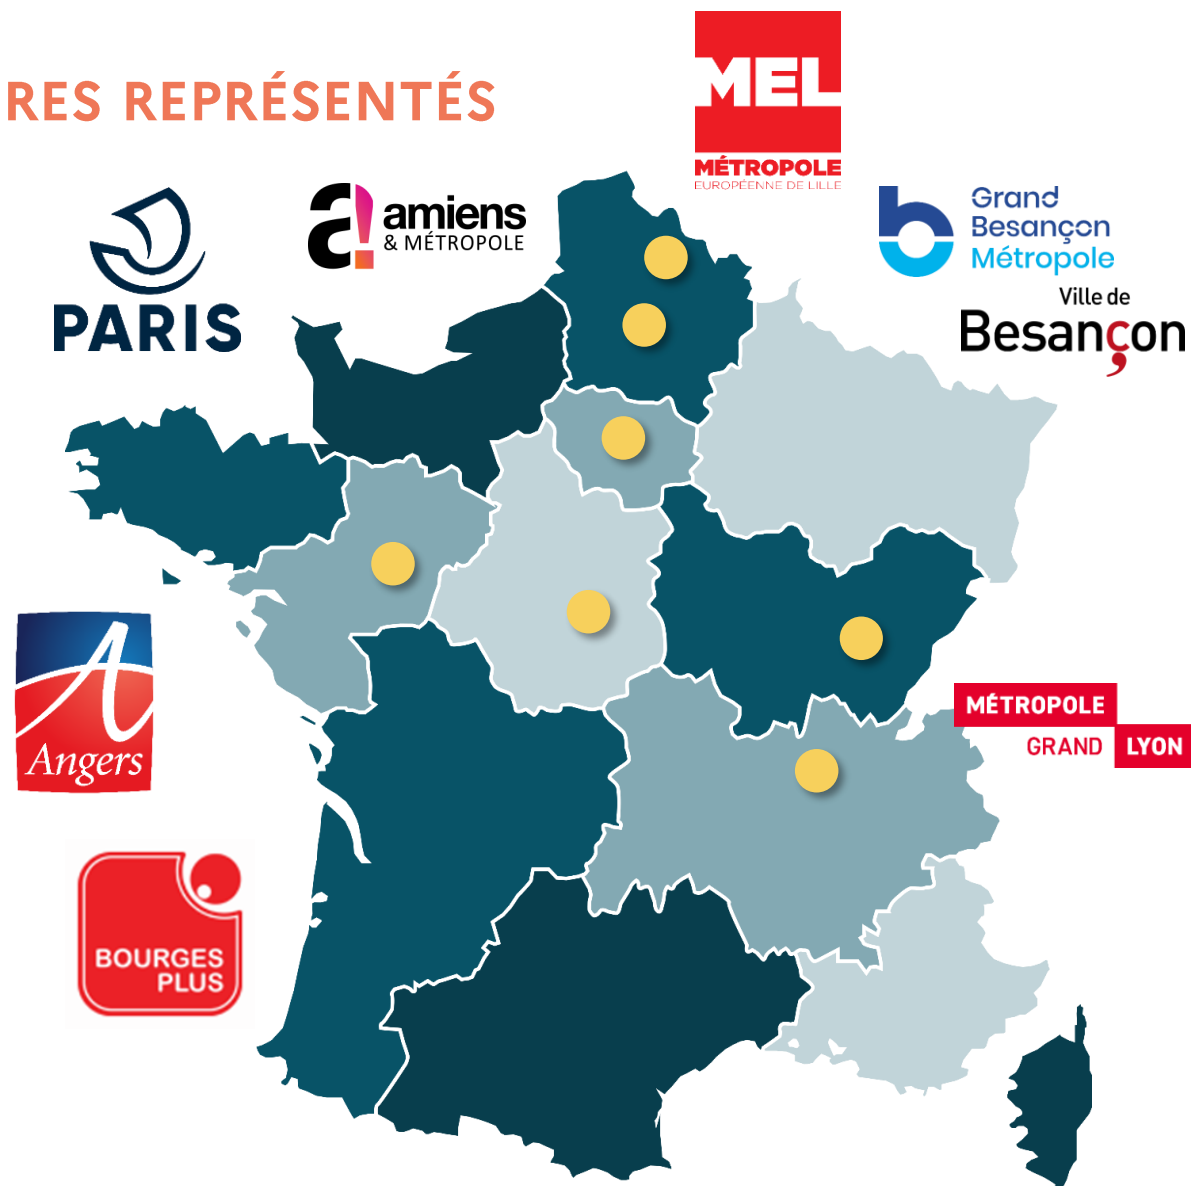 RES REPRÉSENTÉS
MEL
MÉTROPOLE
EUROPÉENNE DE LILLE
PARIS
a! amiens
& MÉTROPOLE
Grand
Besançon
Métropole
Ville de
Besançon
Angers
MÉTROPOLE
GRAND LYON
BOURGES
PLUS